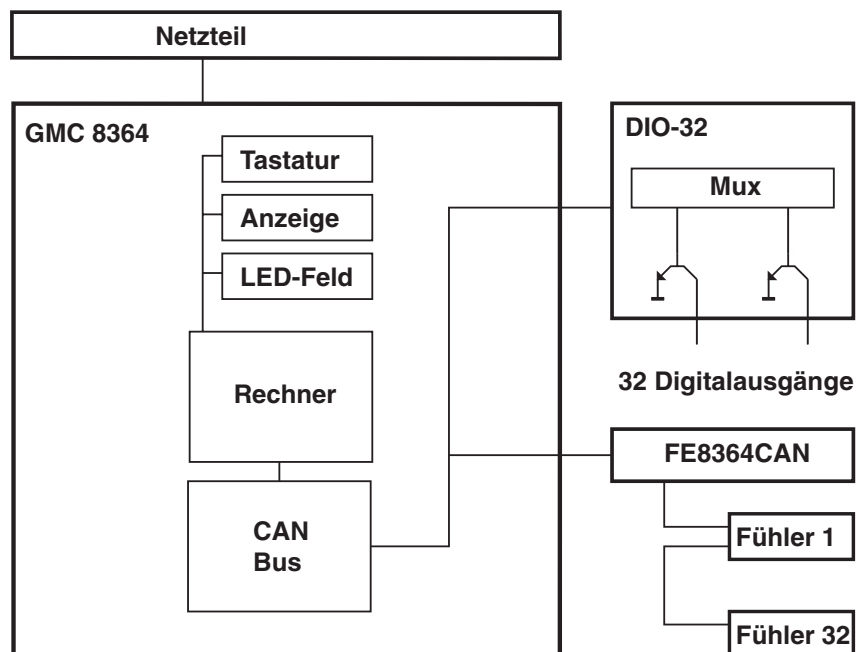 Netzteil
GMC 8364
Tastatur
Anzeige
LED-Feld
Rechner
CAN
Bus
DIO-32
Mux
32 Digitalausgänge
FE8364CAN
Fühler 1
Fühler 32